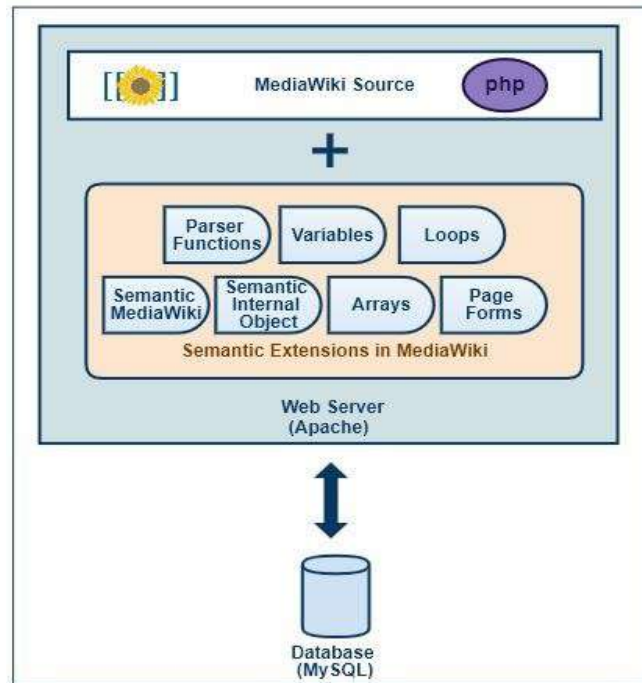 [[ ]] MediaWiki Source php
+
Parser
Functions
Variables
Loops
Semantic
MediaWiki
Semantic
Internal
Object
Arrays
Page
Forms
Semantic Extensions in MediaWiki
Web Server
(Apache)
Database
(MySQL)